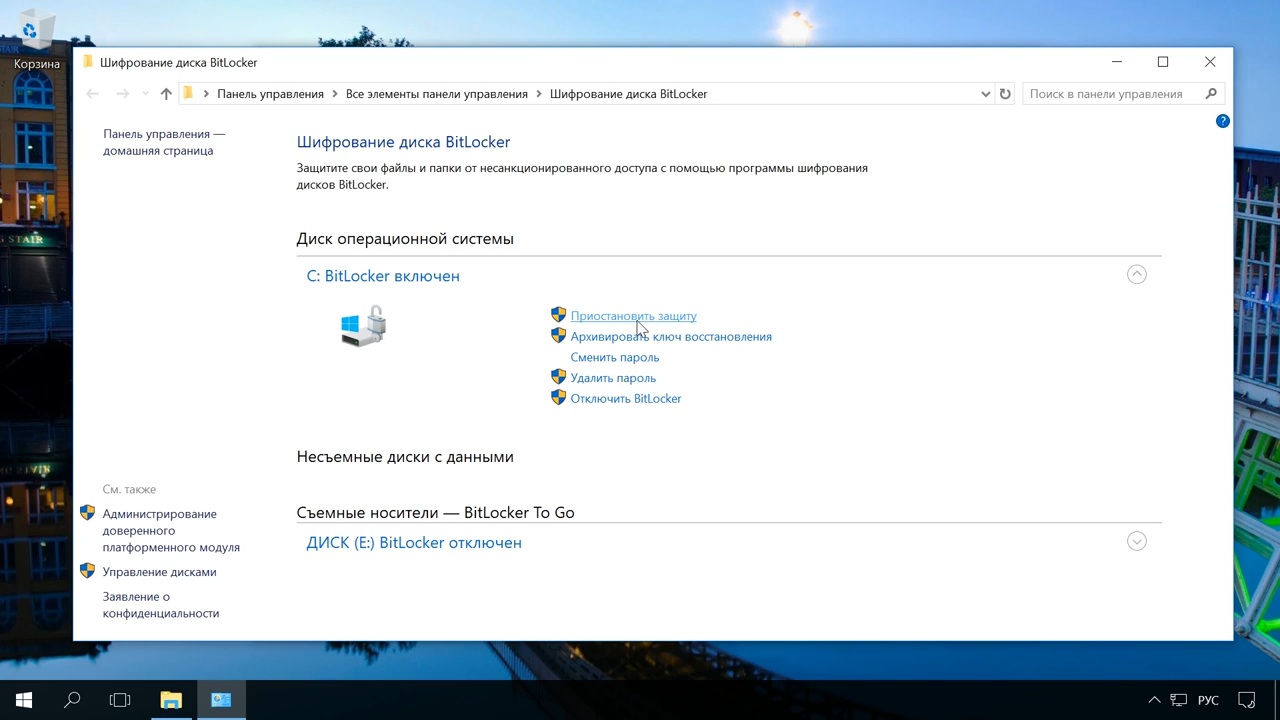 Корзина
Шифрование диска BitLocker
Панель управления
Все элементы панели управления
Шифрование диска BitLocker
Поиск в панели управления
Панель управления —
домашняя страница
Шифрование диска BitLocker
Защитите свои файлы и папки от несанкционированного доступа с помощью программы шифрования
дисков BitLocker.
Диск операционной системы
C: BitLocker включен
Приостановить защиту
Архивировать ключ восстановления
Сменить пароль
Удалить пароль
Отключить BitLocker
Несъемные диски с данными
Съемные носители — BitLocker To Go
ДИСК (E:) BitLocker отключен
См. также
Администрирование
доверенного
платформенного модуля
Управление дисками
Заявление о
конфиденциальности
STAIR
РУС